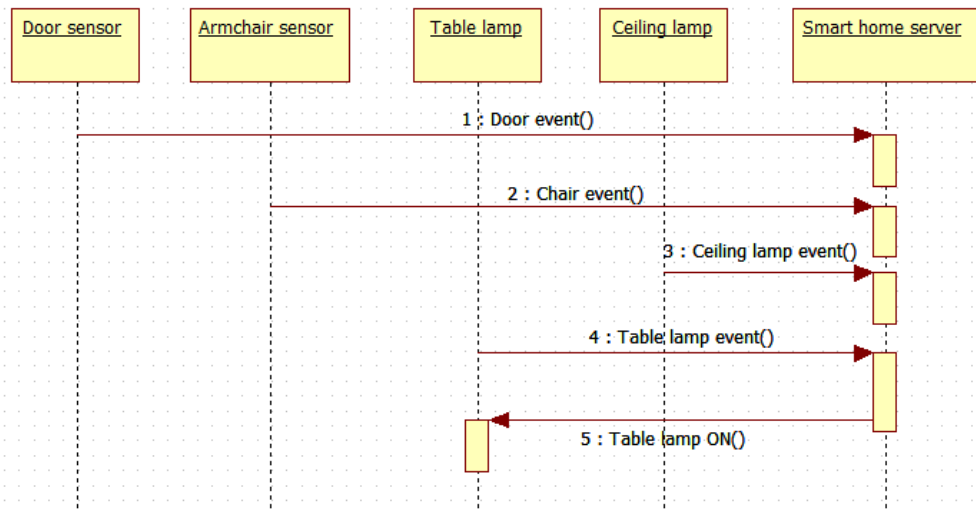 Door sensor
Armchair sensor
Table lamp
Ceiling lamp
Smart home server
1 : Door event()
2 : Chair event()
3 : Ceiling lamp event()
4 : Table lamp event()
5 : Table lamp ON()